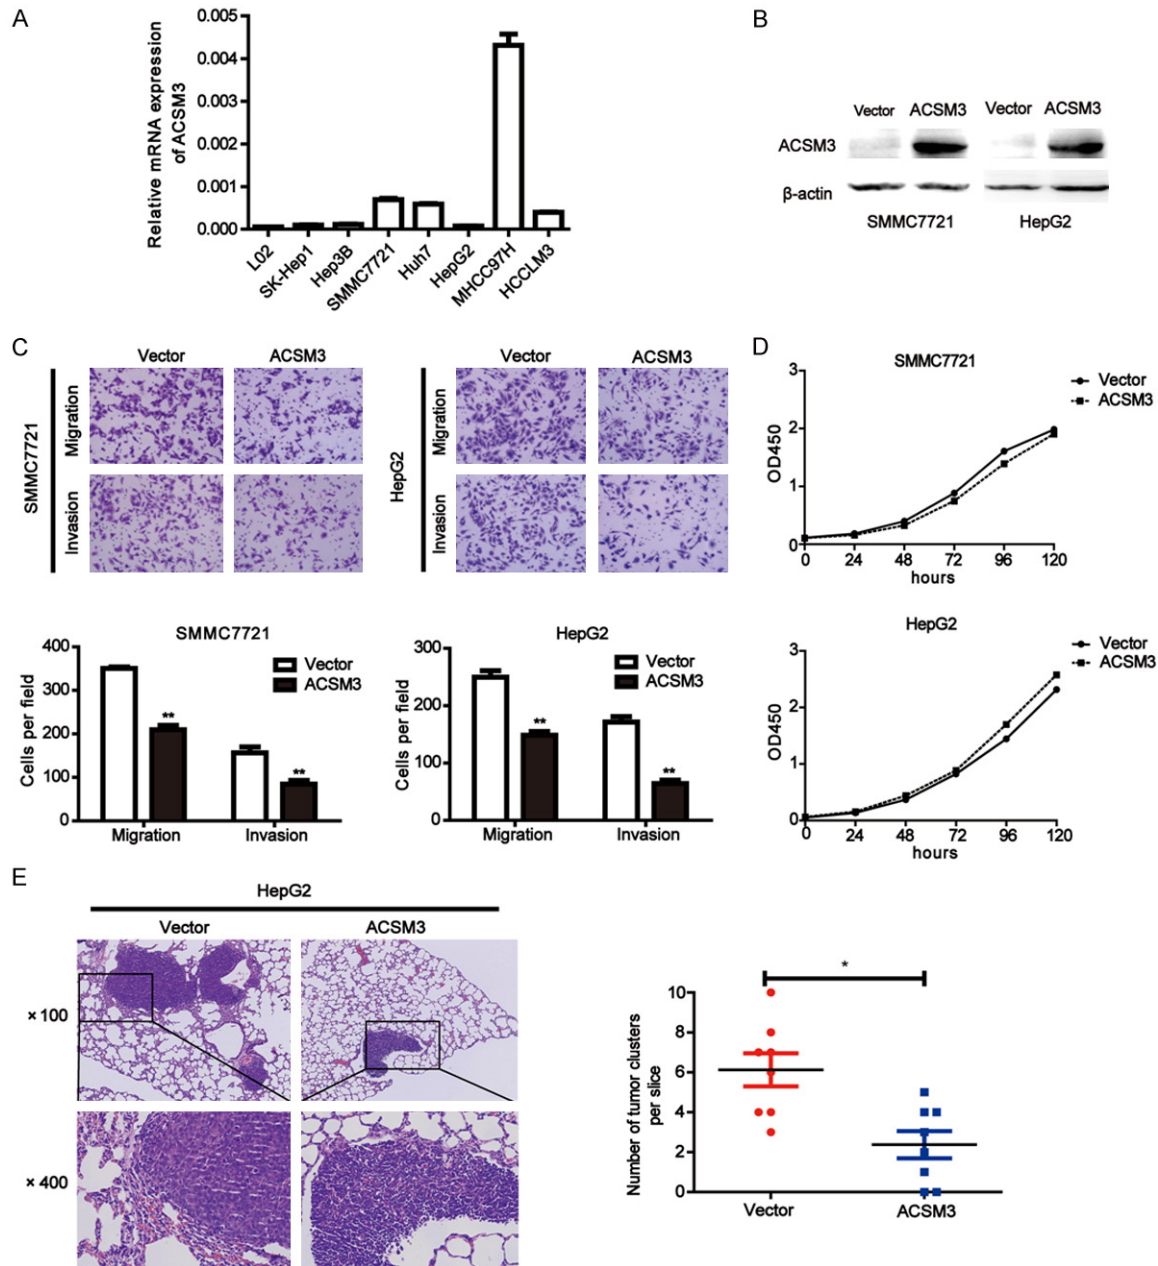 A
0.005
0.004
0.003
0.002
0.001
0.000
Relative mRNA expression
of ACSM3
L02
SK-Hep1
Hep3B
SMMC7721
Huh7
HepG2
MHCC97H
HCCLM3
B
Vector ACSM3 Vector ACSM3
ACSM3
β-actin
SMMC7721 HepG2
C
Vector ACSM3
SMMC7721
Migration
Invasion
Vector ACSM3
HepG2
Migration
Invasion
SMMC7721
400
300
200
100
0
Cells per field
Vector
ACSM3
**
**
Migration Invasion
HepG2
300
200
100
0
Cells per field
Vector
ACSM3
**
**
Migration Invasion
D
SMMC7721
3
2
1
0
OD450
Vector
ACSM3
0 24 48 72 96 120
hours
HepG2
3
2
1
0
OD450
Vector
ACSM3
0 24 48 72 96 120
hours
E
HepG2
Vector ACSM3
× 100
× 400
*
10
8
6
4
2
0
Number of tumor clusters
per slice
Vector ACSM3